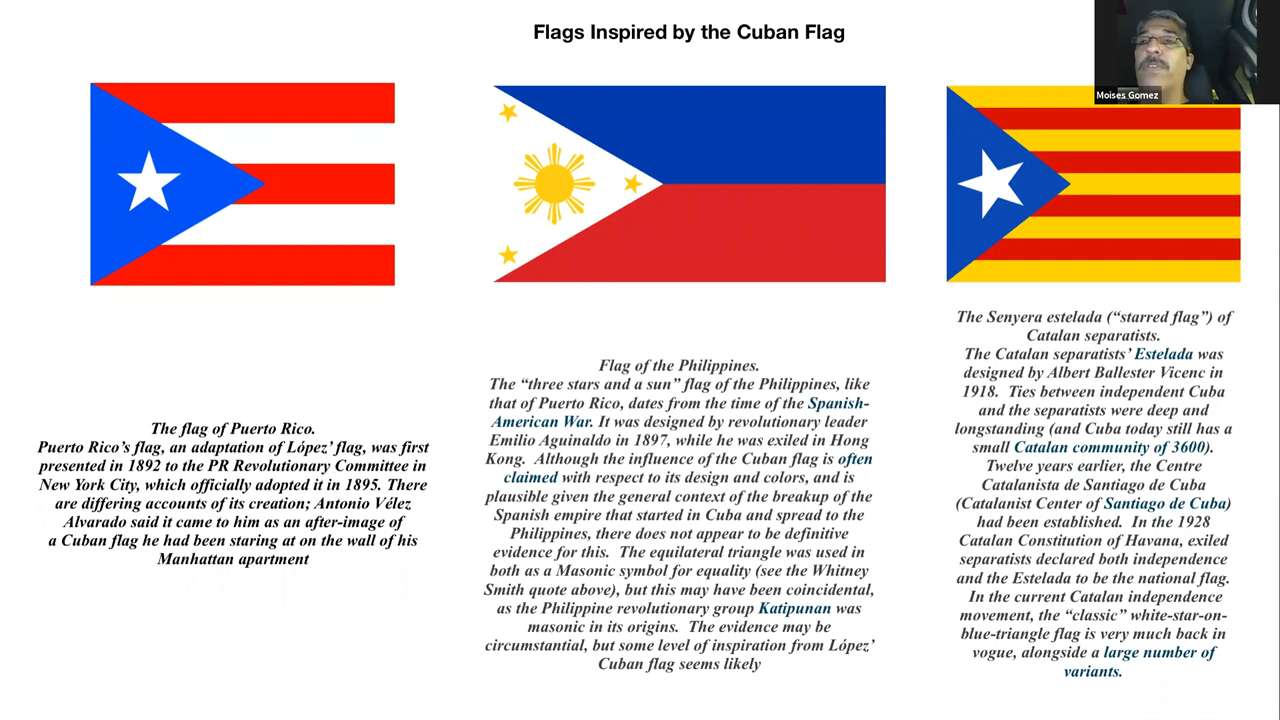 Flags Inspired by the Cuban Flag
Moises Gomez
The flag of Puerto Rico.
Puerto Rico's flag, an adaptation of López' flag, was first
presented in 1892 to the PR Revolutionary Committee in
New York City, which officially adopted it in 1895. There
are differing accounts of its creation; Antonio Vélez
Alvarado said it came to him as an after-image of
a Cuban flag he had been staring at on the wall of his
Manhattan apartment
Flag of the Philippines.
The “three stars and a sun” flag of the Philippines, like
that of Puerto Rico, dates from the time of the Spanish-
American War. It was designed by revolutionary leader
Emilio Aguinaldo in 1897, while he was exiled in Hong
Kong. Although the influence of the Cuban flag is often
claimed with respect to its design and colors, and is
plausible given the general context of the breakup of the
Spanish empire that started in Cuba and spread to the
Philippines, there does not appear to be definitive
evidence for this. The equilateral triangle was used in
both as a Masonic symbol for equality (see the Whitney
Smith quote above), but this may have been coincidental,
as the Philippine revolutionary group Katipunan was
masonic in its origins. The evidence may be
circumstantial, but some level of inspiration from López'
Cuban flag seems likely
The Senyera estelada (“starred flag”) of
Catalan separatists.
The Catalan separatists' Estelada was
designed by Albert Ballester Vicenc in
1918. Ties between independent Cuba
and the separatists were deep and
longstanding (and Cuba today still has a
small Catalan community of 3600).
Twelve years earlier, the Centre
Catalanista de Santiago de Cuba
(Catalanist Center of Santiago de Cuba)
had been established. In the 1928
Catalan Constitution of Havana, exiled
separatists declared both independence
and the Estelada to be the national flag.
In the current Catalan independence
movement, the “classic” white-star-on-
blue-triangle flag is very much back in
vogue, alongside a large number of
variants.